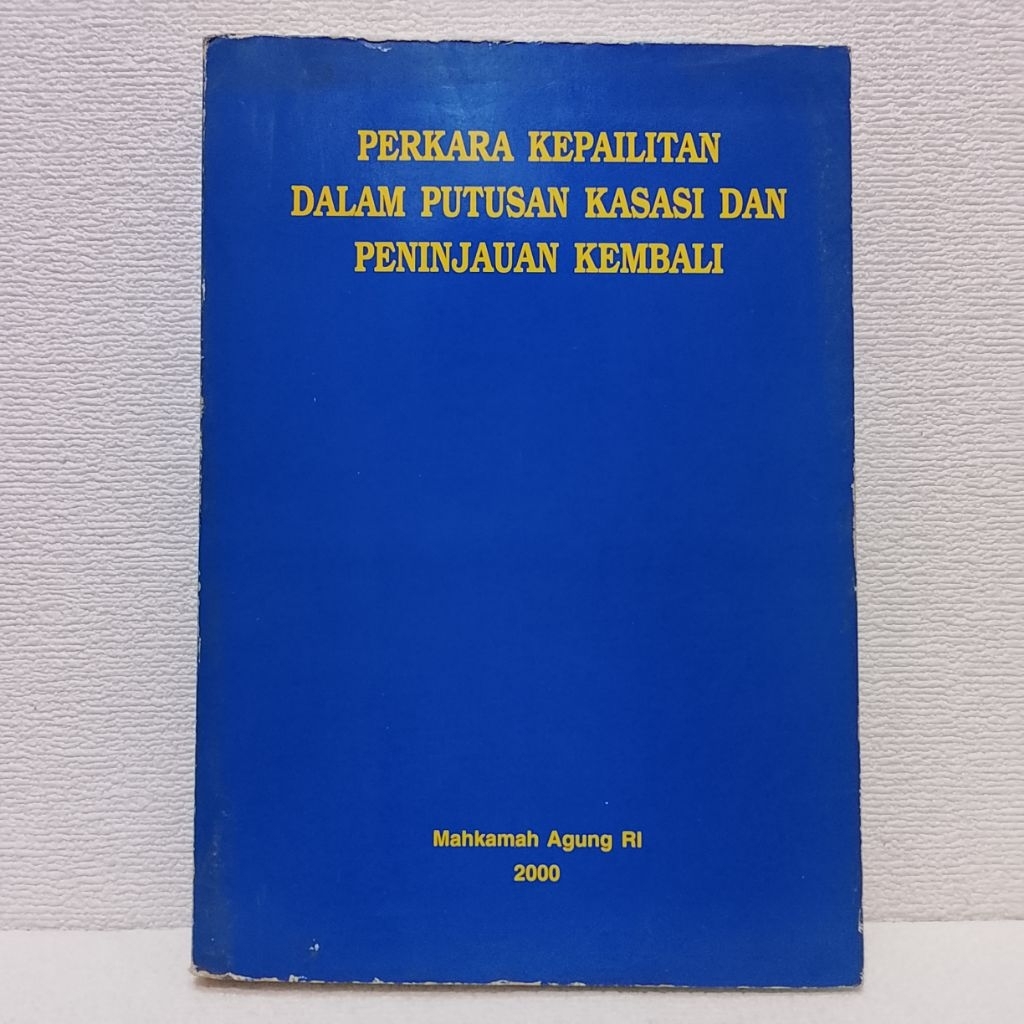 PERKARA KEPAILITAN
DALAM PUTUSAN KASASI DAN
PENINJAUAN KEMBALI
Mahkamah Agung RI
2000